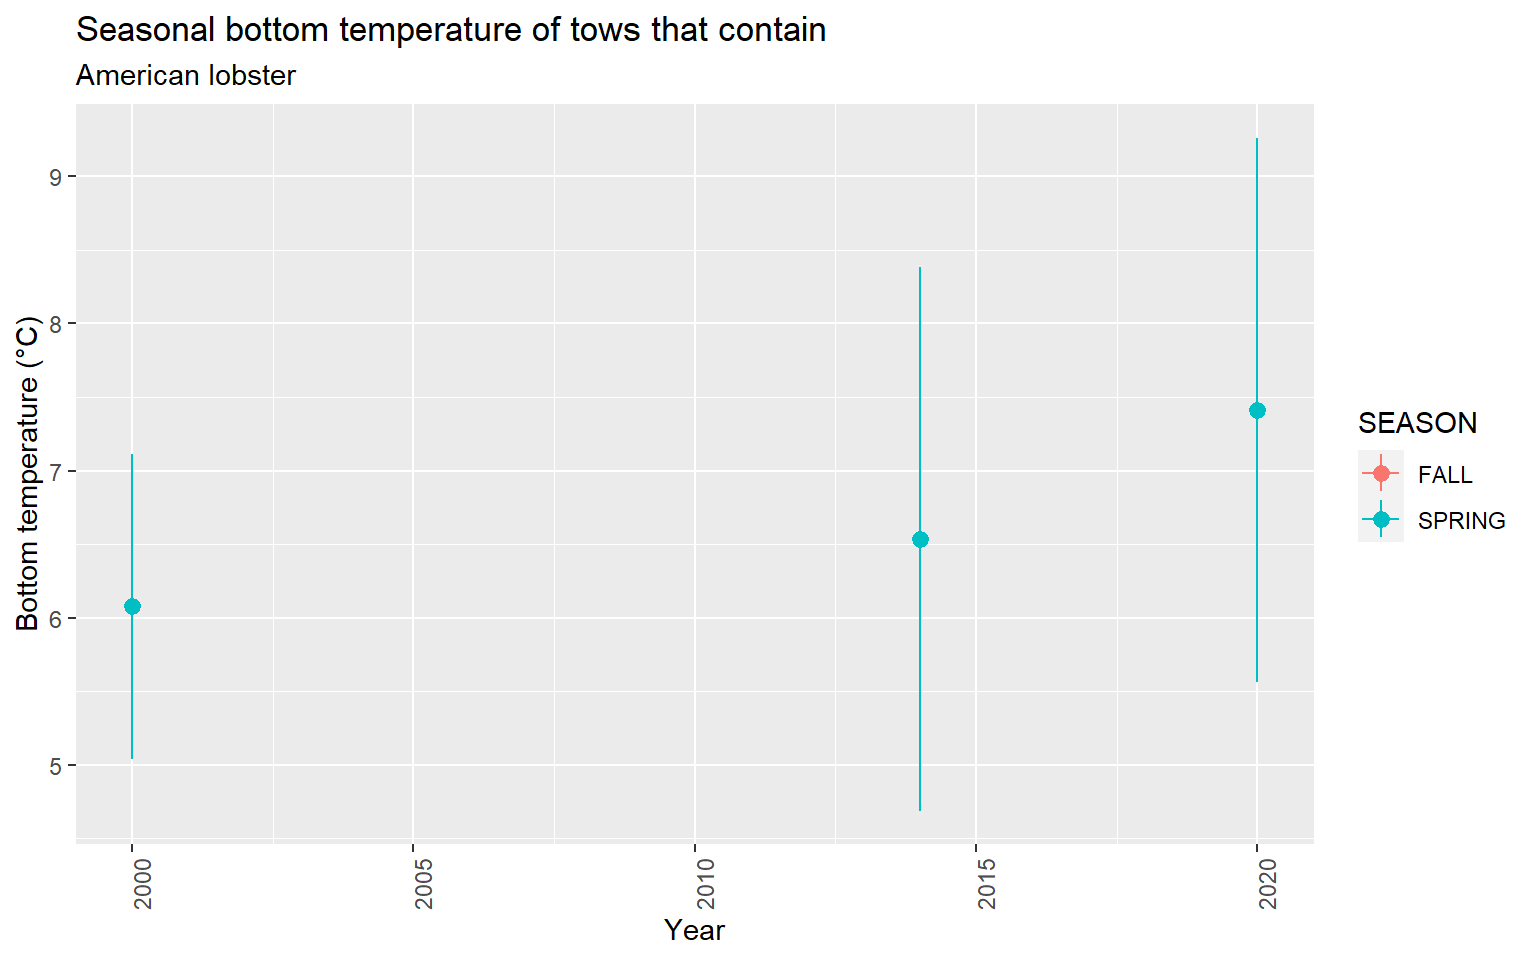 Seasonal bottom temperature of tows that contain
American lobster
Bottom temperature (°C)
9
8
7
6
5
2000
2005
2010
2015
2020
Year
SEASON
FALL
SPRING